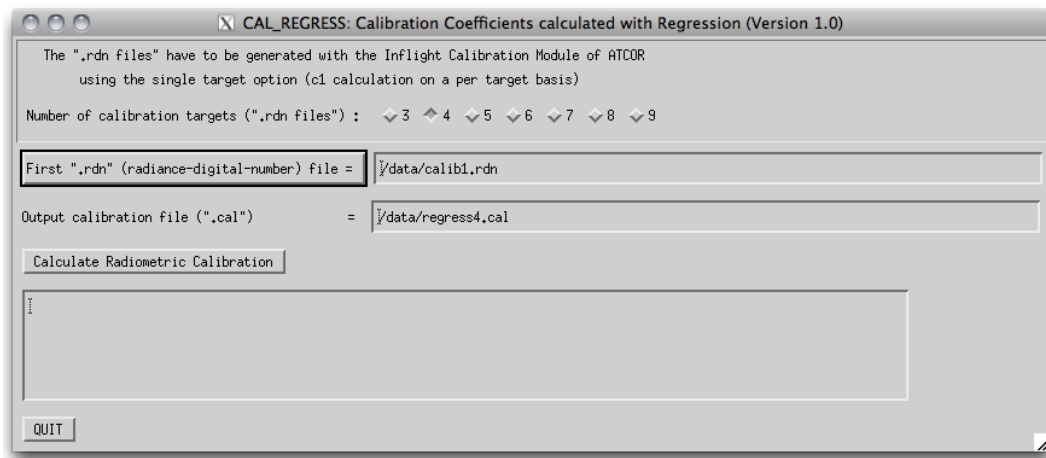 X CAL_REGRESS: Calibration Coefficients calculated with Regression (Version 1.0)
The ".rdn files" have to be generated with the Inflight Calibration Module of ATCOR
using the single target option (c1 calculation on a per target basis)
Number of calibration targets (".rdn files") : 3 4 5 6 7 8 9
First ".rdn" (radiance-digital-number) file = /data/calib1.rdn
Output calibration file (".cal") = /data/regress4.cal
Calculate Radiometric Calibration
QUIT